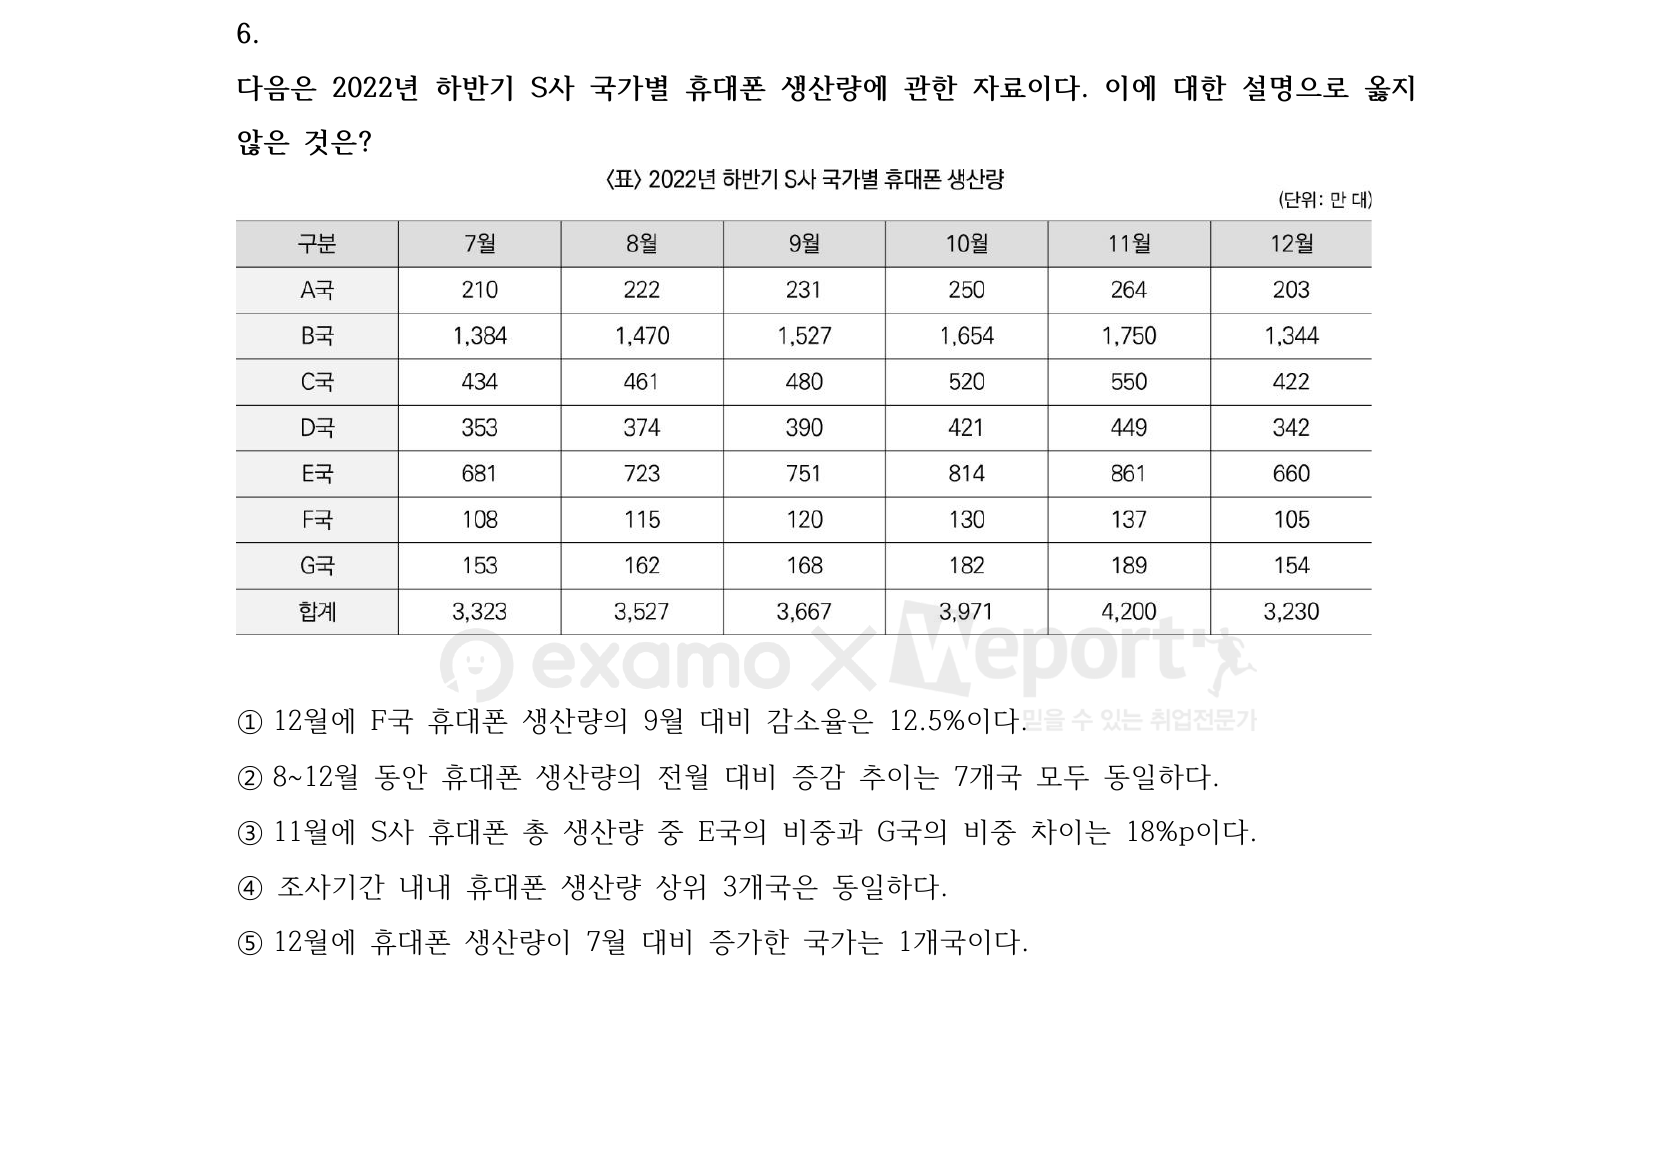 6.
다음은 2022년 하반기 S사 국가별 휴대폰 생산량에 관한 자료이다. 이에 대한 설명으로 옳지
않은 것은?
〈표〉 2022년 하반기 S사 국가별 휴대폰 생산량
(단위: 만 대)
구분 7월 8월 9월 10월 11월 12월
A국 210 222 231 250 264 203
B국 1,384 1,470 1,527 1,654 1,750 1,344
C국 434 461 480 520 550 422
D국 353 374 390 421 449 342
E국 681 723 751 814 861 660
F국 108 115 120 130 137 105
G국 153 162 168 182 189 154
합계 3,323 3,527 3,667 3,971 4,200 3,230
examo X Weport
믿을 수 있는 취업전문가
① 12월에 F국 휴대폰 생산량의 9월 대비 감소율은 12.5%이다.
② 8~12월 동안 휴대폰 생산량의 전월 대비 증감 추이는 7개국 모두 동일하다.
③ 11월에 S사 휴대폰 총 생산량 중 E국의 비중과 G국의 비중 차이는 18%p이다.
④ 조사기간 내내 휴대폰 생산량 상위 3개국은 동일하다.
⑤ 12월에 휴대폰 생산량이 7월 대비 증가한 국가는 1개국이다.